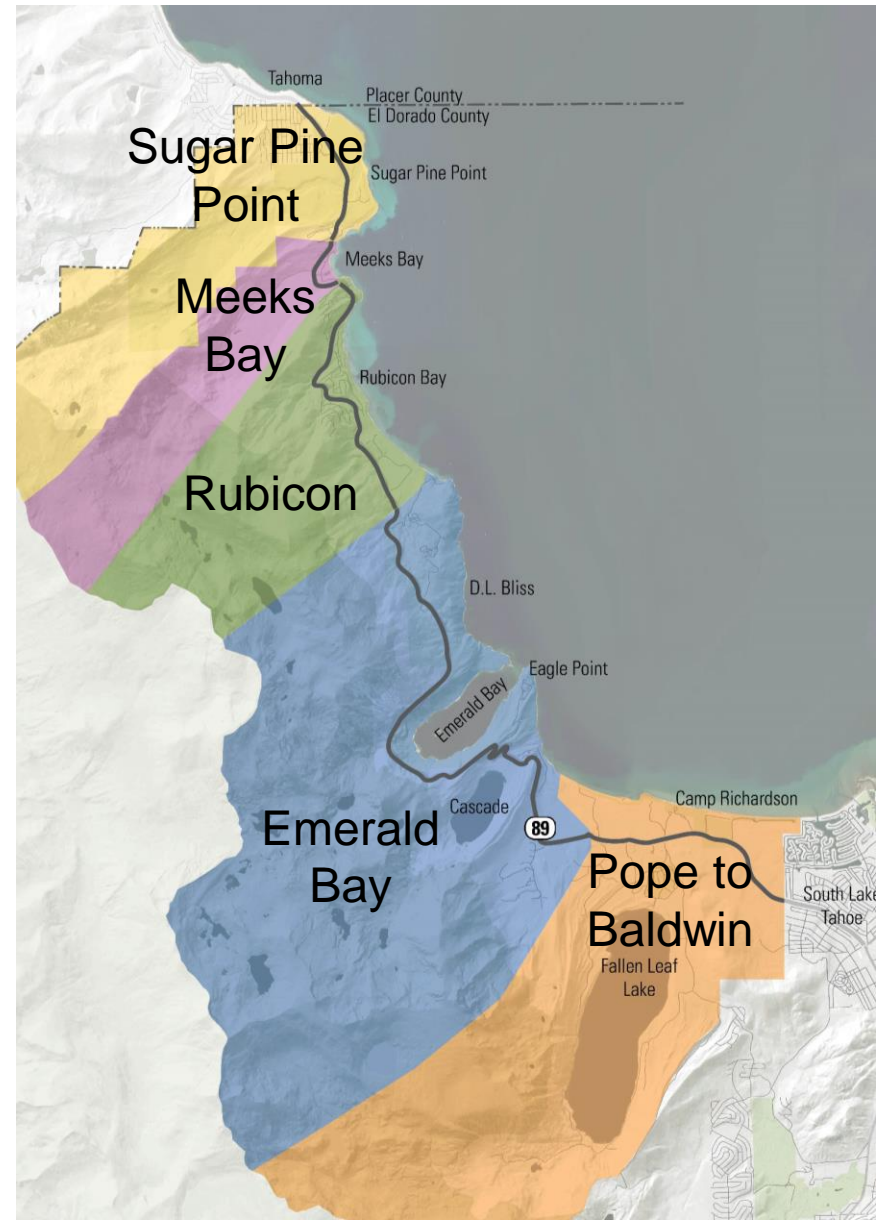 Tahoma
Placer County
El Dorado County
Sugar Pine
Point
Sugar Pine Point
Meeks Bay
Meeks
Bay
Rubicon Bay
Rubicon
D.L. Bliss
Eagle Point
Emerald Bay
Cascade
Camp Richardson
Emerald
Bay
89
Pope to
Baldwin
South Lake
Tahoe
Fallen Leaf
Lake